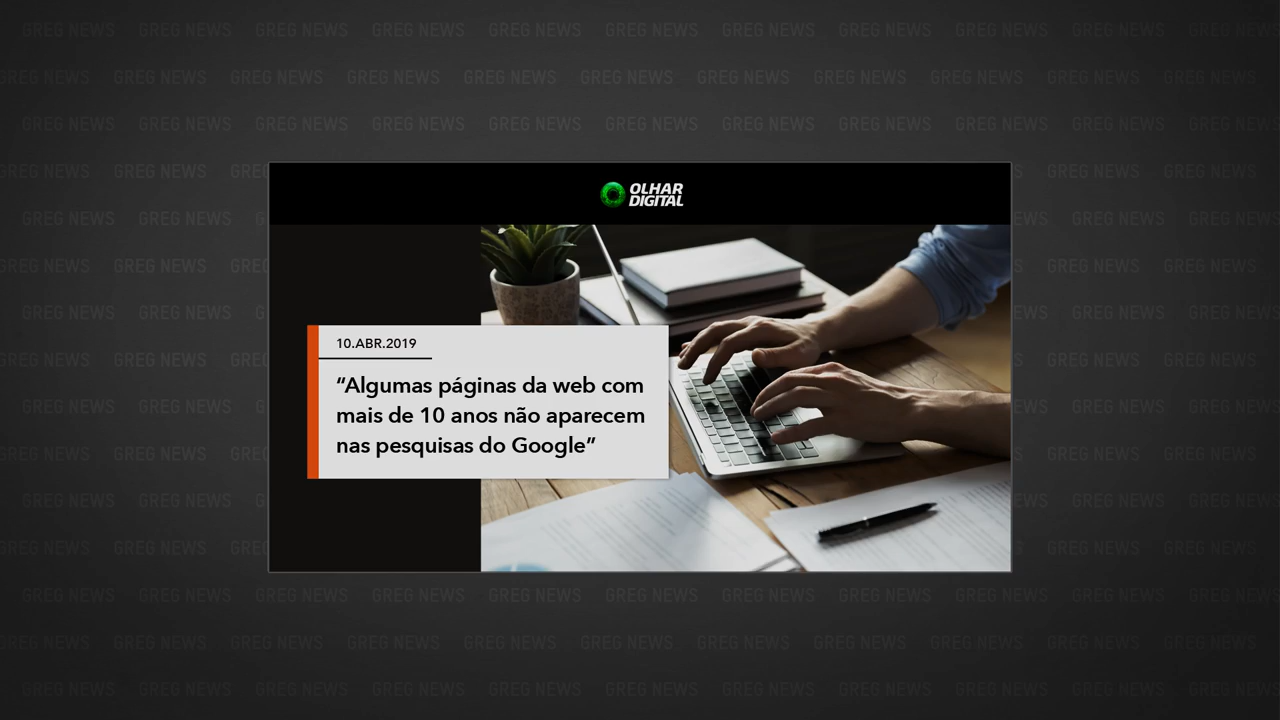 OLHAR
DIGITAL
10.ABR.2019
“Algumas páginas da web com
mais de 10 anos não aparecem
nas pesquisas do Google”
GREG NEWS